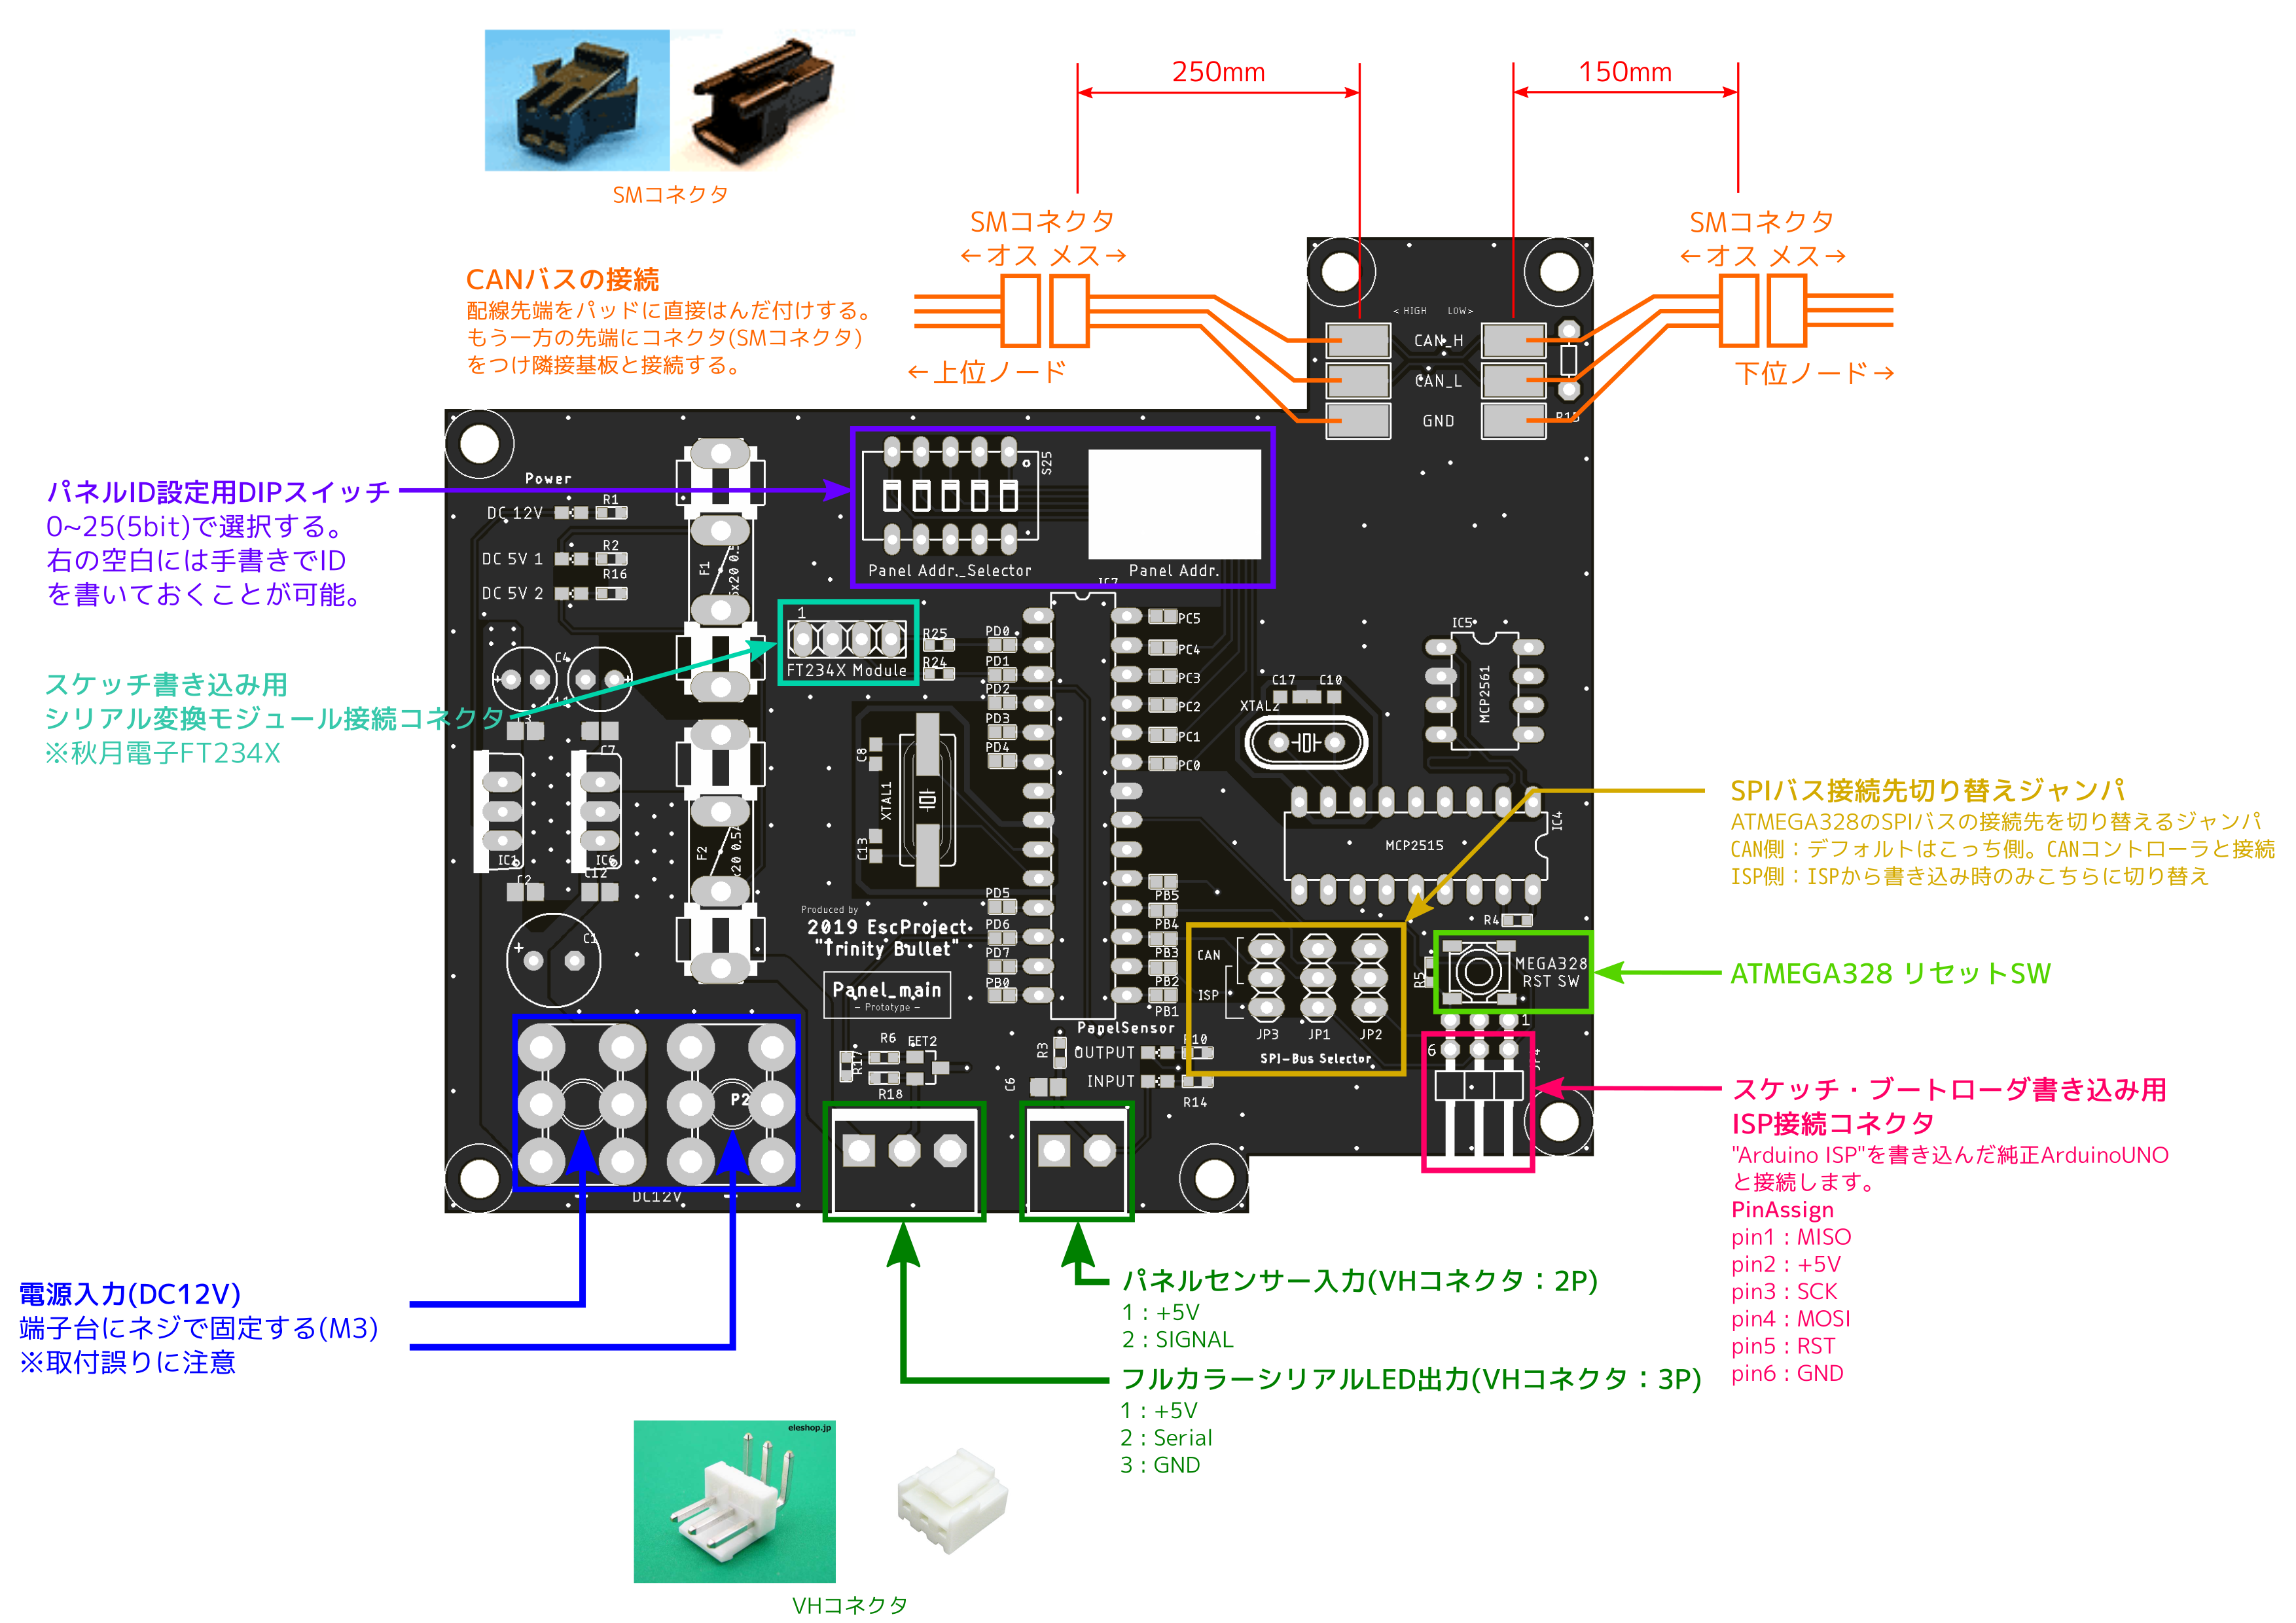 250mm
150mm
SMコネクタ
SMコネクタ
←オス メス→
SMコネクタ
←オス メス→
CANバスの接続
配線先端をパッドに直接はんだ付けする。
もう一方の先端にコネクタ(SMコネクタ)
をつけ隣接基板と接続する。
←上位ノード
下位ノード→
< HIGH LOW>
CAN_H
CAN_L
GND
R13
パネルID設定用DIPスイッチ
0~25(5bit)で選択する。
右の空白には手書きでID
を書いておくことが可能。
Power
DC 12V
R1
DC 5V 1
R2
R16
DC 5V 2
F1
S25
Panel Addr._Selector
Panel Addr.
IC7
1
FT234X Module
R25
R24
スケッチ書き込み用
シリアル変換モジュール接続コネクタ
※秋月電子FT234X
C4
C7
IC1
IC6
C2
C12
C1
F2
C8
XTAL1
C13
PD0
PD1
PD2
PD3
PD4
PD5
PD6
PD7
PB0
PC5
PC4
PC3
PC2
PC1
PC0
PB5
PB4
PB3
PB2
PB1
C17
C10
XTAL2
IC5
MCP2561
MCP2515
IC4
R4
SPIバス接続先切り替えジャンパ
ATMEGA328のSPIバスの接続先を切り替えるジャンパ
CAN側：デフォルトはこっち側。CANコントローラと接続
ISP側：ISPから書き込み時のみこちらに切り替え
Produced by
2019 EscProject
"Trinity Bullet"
Panel_main
− Prototype −
CAN
ISP
JP3
JP1
JP2
SPI-Bus Selector
R5
MEGA328
RST SW
ATMEGA328 リセットSW
1
6
JP4
PanelSensor
OUTPUT
INPUT
R3
C6
R10
R14
R6
FET2
R17
R18
P2
DC12V
スケッチ・ブートローダ書き込み用
ISP接続コネクタ
"Arduino ISP"を書き込んだ純正ArduinoUNO
と接続します。
PinAssign
pin1 : MISO
pin2 : +5V
pin3 : SCK
pin4 : MOSI
pin5 : RST
pin6 : GND
電源入力(DC12V)
端子台にネジで固定する(M3)
※取付誤りに注意
パネルセンサー入力(VHコネクタ：2P)
1 : +5V
2 : SIGNAL
フルカラーシリアルLED出力(VHコネクタ：3P)
1 : +5V
2 : Serial
3 : GND
eleshop.jp
VHコネクタ